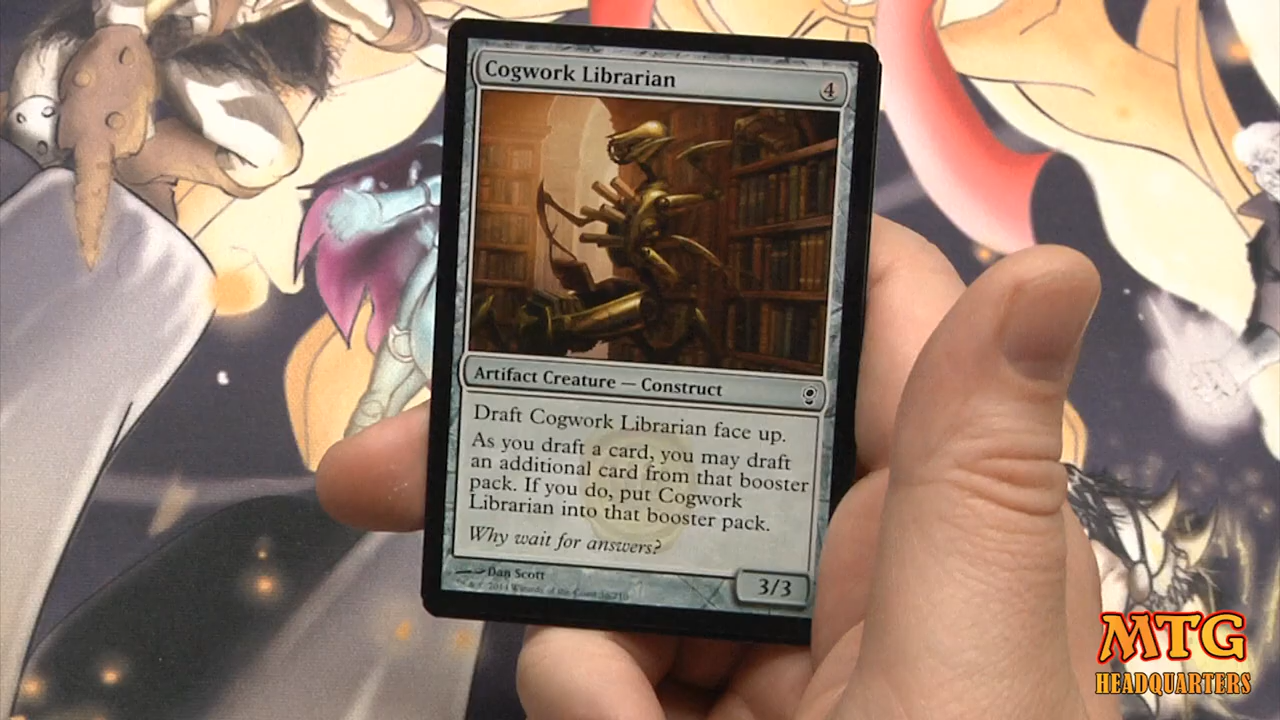 Cogwork Librarian 4
Artifact Creature — Construct
Draft Cogwork Librarian face up.
As you draft a card, you may draft
an additional card from that booster
pack. If you do, put Cogwork
Librarian into that booster pack.
Why wait for answers?
Dan Scott
3/3
MTG
HEADQUARTERS